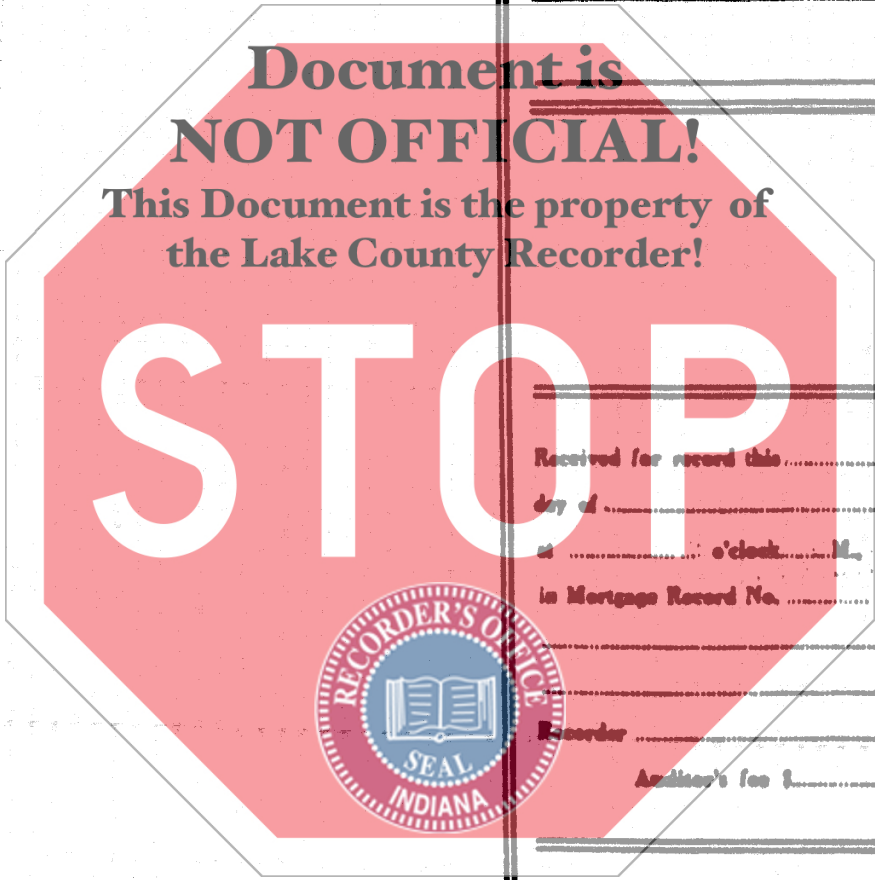 Document is
NOT OFFICIAL!
This Document is the property of
the Lake County Recorder!
STOP
Received for record this
day of
at o'clock M.,
in Mortgage Record No.
Recorder
Auditor's fee $
RECORDER'S OFFICE
SEAL
INDIANA